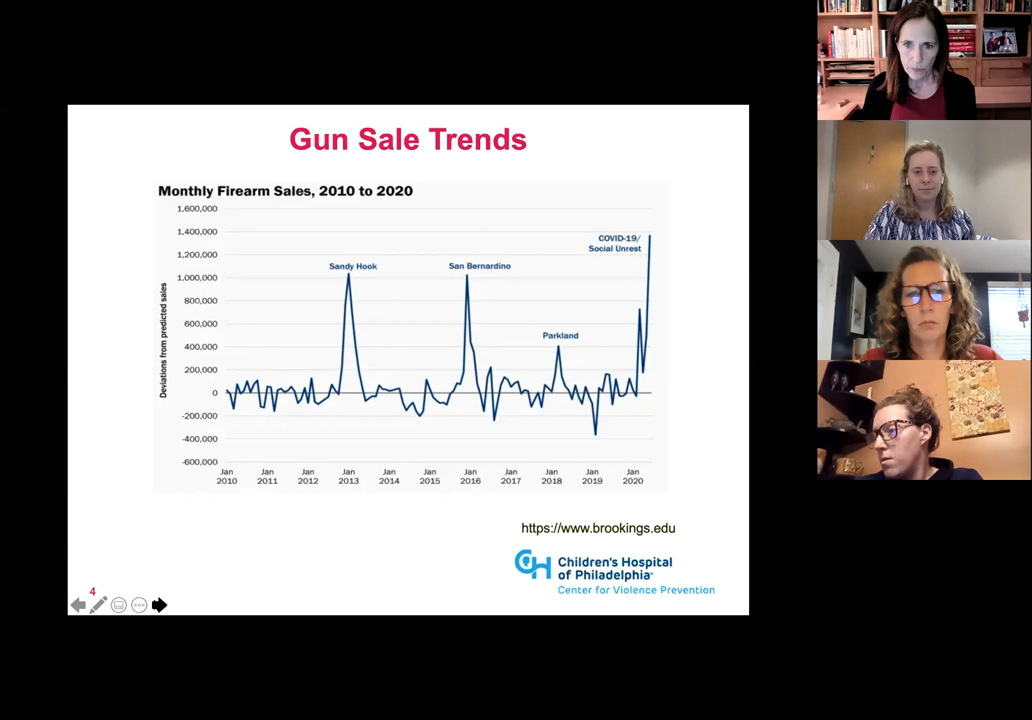 Gun Sale Trends
Monthly Firearm Sales, 2010 to 2020
Deviations from predicted sales
1,600,000
1,400,000
1,200,000
1,000,000
800,000
600,000
400,000
200,000
0
-200,000
-400,000
-600,000
Sandy Hook
San Bernardino
Parkland
COVID-19/
Social Unrest
Jan Jan Jan Jan Jan Jan Jan Jan Jan Jan Jan
2010 2011 2012 2013 2014 2015 2016 2017 2018 2019 2020
https://www.brookings.edu
CH
Children's Hospital
of Philadelphia
Center for Violence Prevention
4